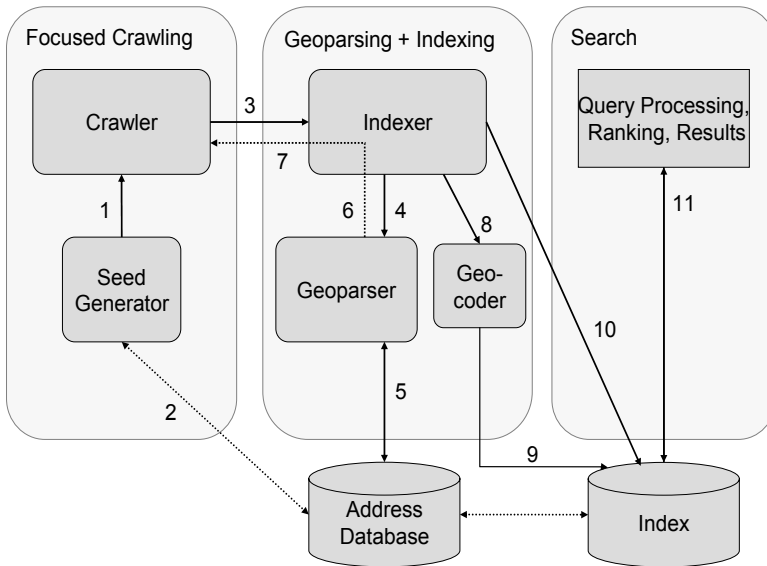 Focused Crawling
Geoparsing + Indexing
Search
Crawler
3
Indexer
Query Processing,
Ranking, Results
7
1
6
4
8
11
Seed
Generator
Geoparser
Geo-
coder
10
2
5
9
Address
Database
Index